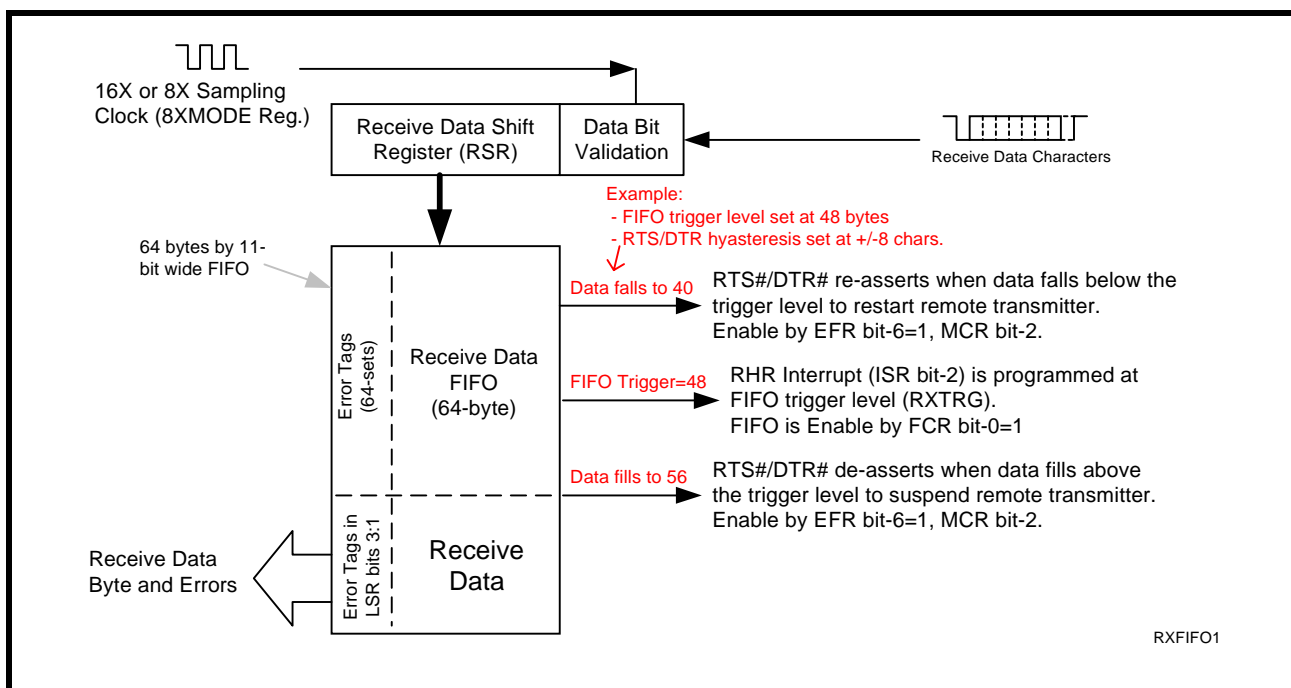 16X or 8X Sampling
Clock (8XMODE Reg.)
Receive Data Shift
Register (RSR)
Data Bit
Validation
Receive Data Characters
Example:
- FIFO trigger level set at 48 bytes
- RTS/DTR hyasteresis set at +/-8 chars.
64 bytes by 11-
bit wide FIFO
Data falls to 40
RTS#/DTR# re-asserts when data falls below the
trigger level to restart remote transmitter.
Enable by EFR bit-6=1, MCR bit-2.
Error Tags
(64-sets)
Receive Data
FIFO
(64-byte)
FIFO Trigger=48
RHR Interrupt (ISR bit-2) is programmed at
FIFO trigger level (RXTRG).
FIFO is Enable by FCR bit-0=1
Data fills to 56
RTS#/DTR# de-asserts when data fills above
the trigger level to suspend remote transmitter.
Enable by EFR bit-6=1, MCR bit-2.
Receive Data
Byte and Errors
Error Tags in
LSR bits 3:1
Receive
Data
RXFIFO1